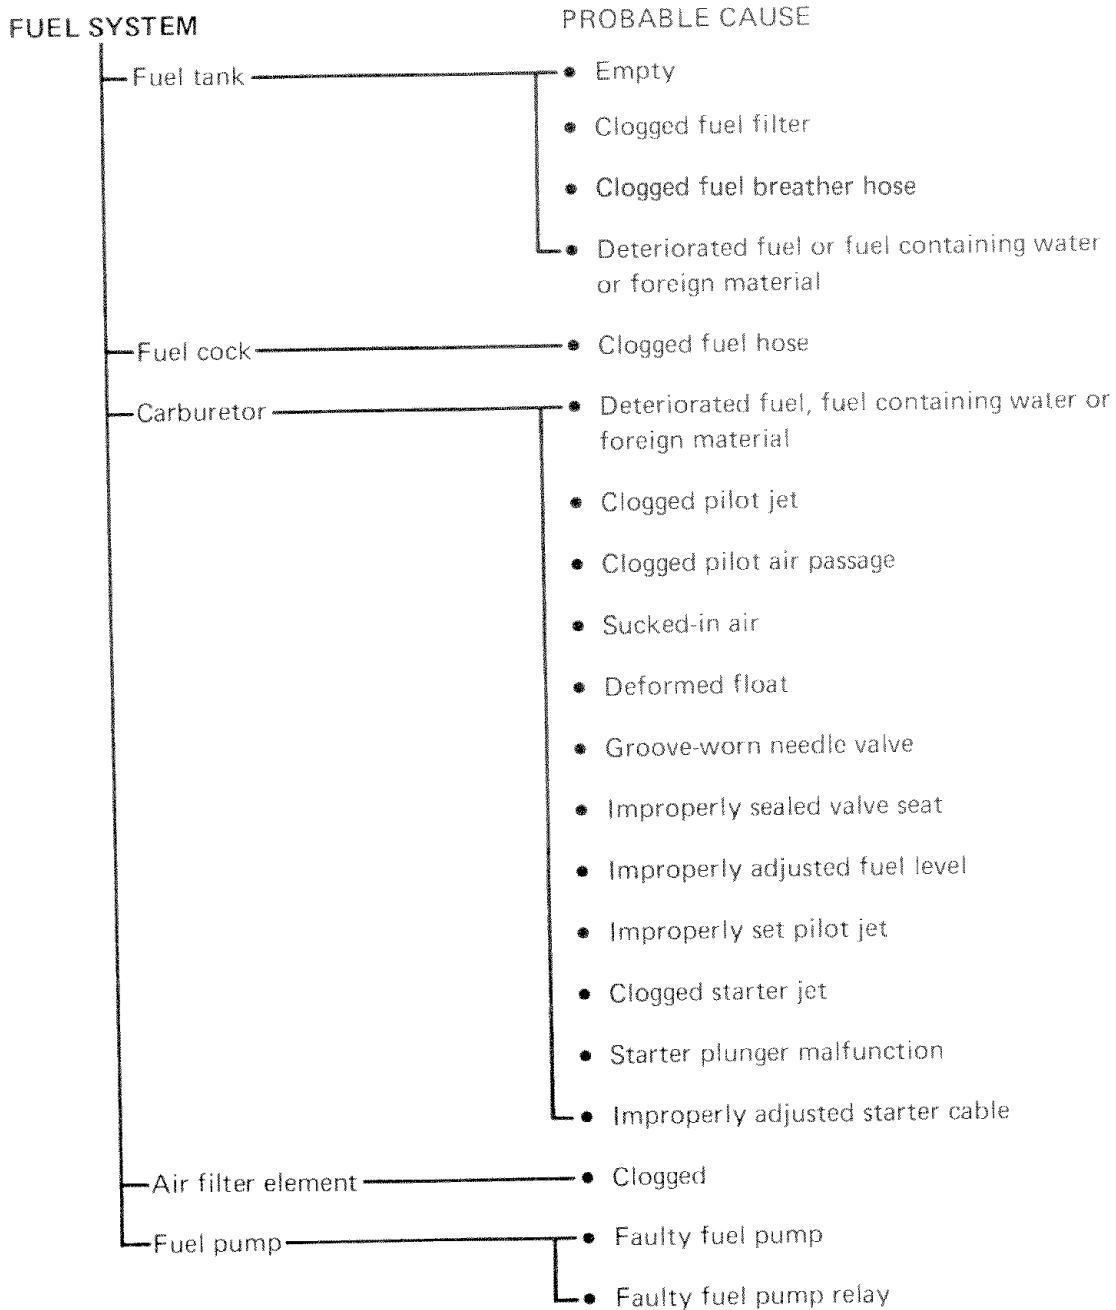 FUEL SYSTEM
PROBABLE CAUSE
Fuel tank
• Empty
• Clogged fuel filter
• Clogged fuel breather hose
• Deteriorated fuel or fuel containing water
or foreign material
Fuel cock
• Clogged fuel hose
Carburetor
• Deteriorated fuel, fuel containing water or
foreign material
• Clogged pilot jet
• Clogged pilot air passage
• Sucked-in air
• Deformed float
• Groove-worn needle valve
• Improperly sealed valve seat
• Improperly adjusted fuel level
• Improperly set pilot jet
• Clogged starter jet
• Starter plunger malfunction
• Improperly adjusted starter cable
Air filter element
• Clogged
Fuel pump
• Faulty fuel pump
• Faulty fuel pump relay